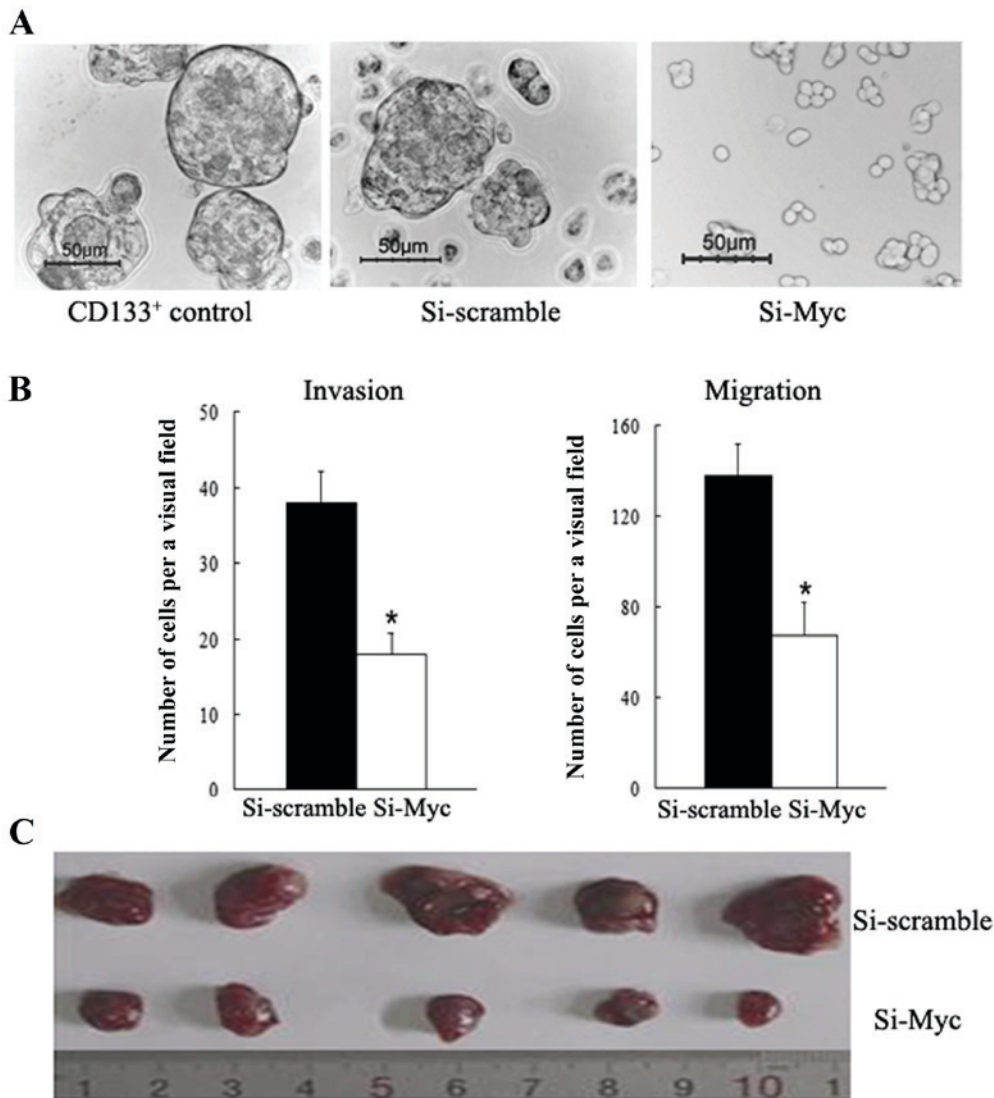 A
50µm
50µm
50µm
CD133⁺ control
Si-scramble
Si-Myc
B
Invasion
Number of cells per a visual field
50
40
30
20
10
0
*
Si-scramble Si-Myc
Migration
Number of cells per a visual field
160
120
80
40
0
*
Si-scramble Si-Myc
C
Si-scramble
Si-Myc
1 2 3 4 5 6 7 8 9 10 1